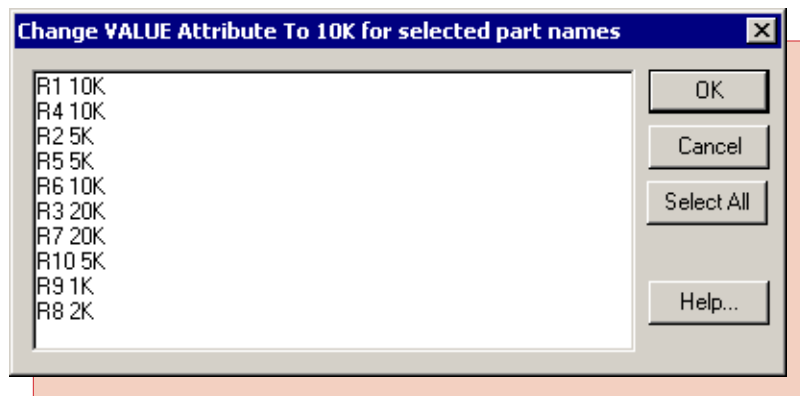 Change VALUE Attribute To 10K for selected part names
R1 10K
R4 10K
R2 5K
R5 5K
R6 10K
R3 20K
R7 20K
R10 5K
R9 1K
R8 2K
OK
Cancel
Select All
Help...